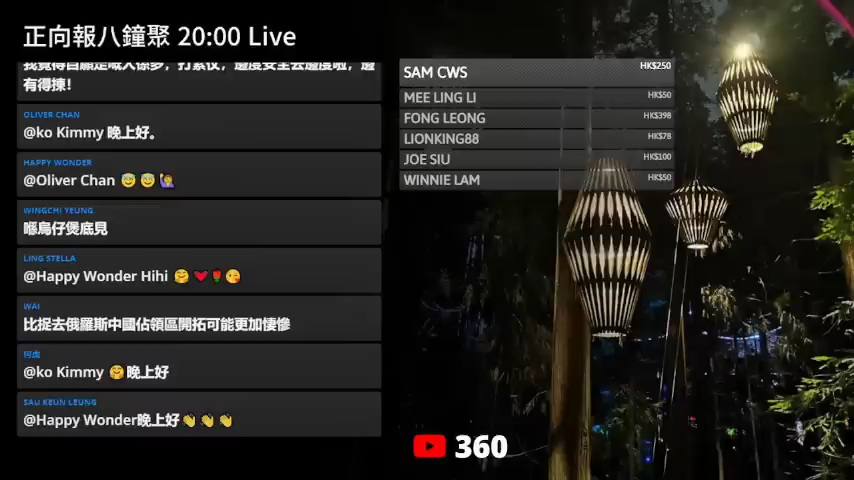 正向報八鐘聚 20:00 Live
有得揀！
OLIVER CHAN
@ko Kimmy 晚上好。
HAPPY WONDER
@Oliver Chan 😇 😇 🙋‍♀️
WINGCHI YEUNG
喺烏仔煲底見
LING STELLA
@Happy Wonder Hihi 🤗 ❤️ 🌹 😘
WAI
比捉去俄羅斯中國佔領區開拓可能更加悽慘
阿虎
@ko Kimmy 🤗 晚上好
SAU KEUN LEUNG
@Happy Wonder晚上好 👏 👏 👏
SAM CWS HK$250
MEE LING LI HK$50
FONG LEONG HK$398
LIONKING88 HK$78
JOE SIU HK$100
WINNIE LAM HK$50
360